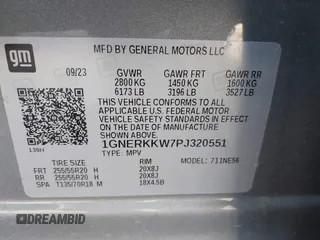 gm
MFD BY GENERAL MOTORS LLC
09/23 GVWR GAWR FRT GAWR RR
2800 KG 1450 KG 1600 KG
6173 LB 3196 LB 3527 LB
THIS VEHICLE CONFORMS TO ALL
APPLICABLE U.S. FEDERAL MOTOR
VEHICLE SAFETY STANDARDS IN
EFFECT ON THE DATE OF
MANUFACTURE SHOWN ABOVE.
1GNERKKW7PJ320551
TYPE: MPV MODEL: 711NE56
TIRE SIZE RIM
FRT 255/55R20 H 20X8J
RR 255/55R20 H 20X8J
SPA T135/70R18 M 18X4.5B
DREAMBID